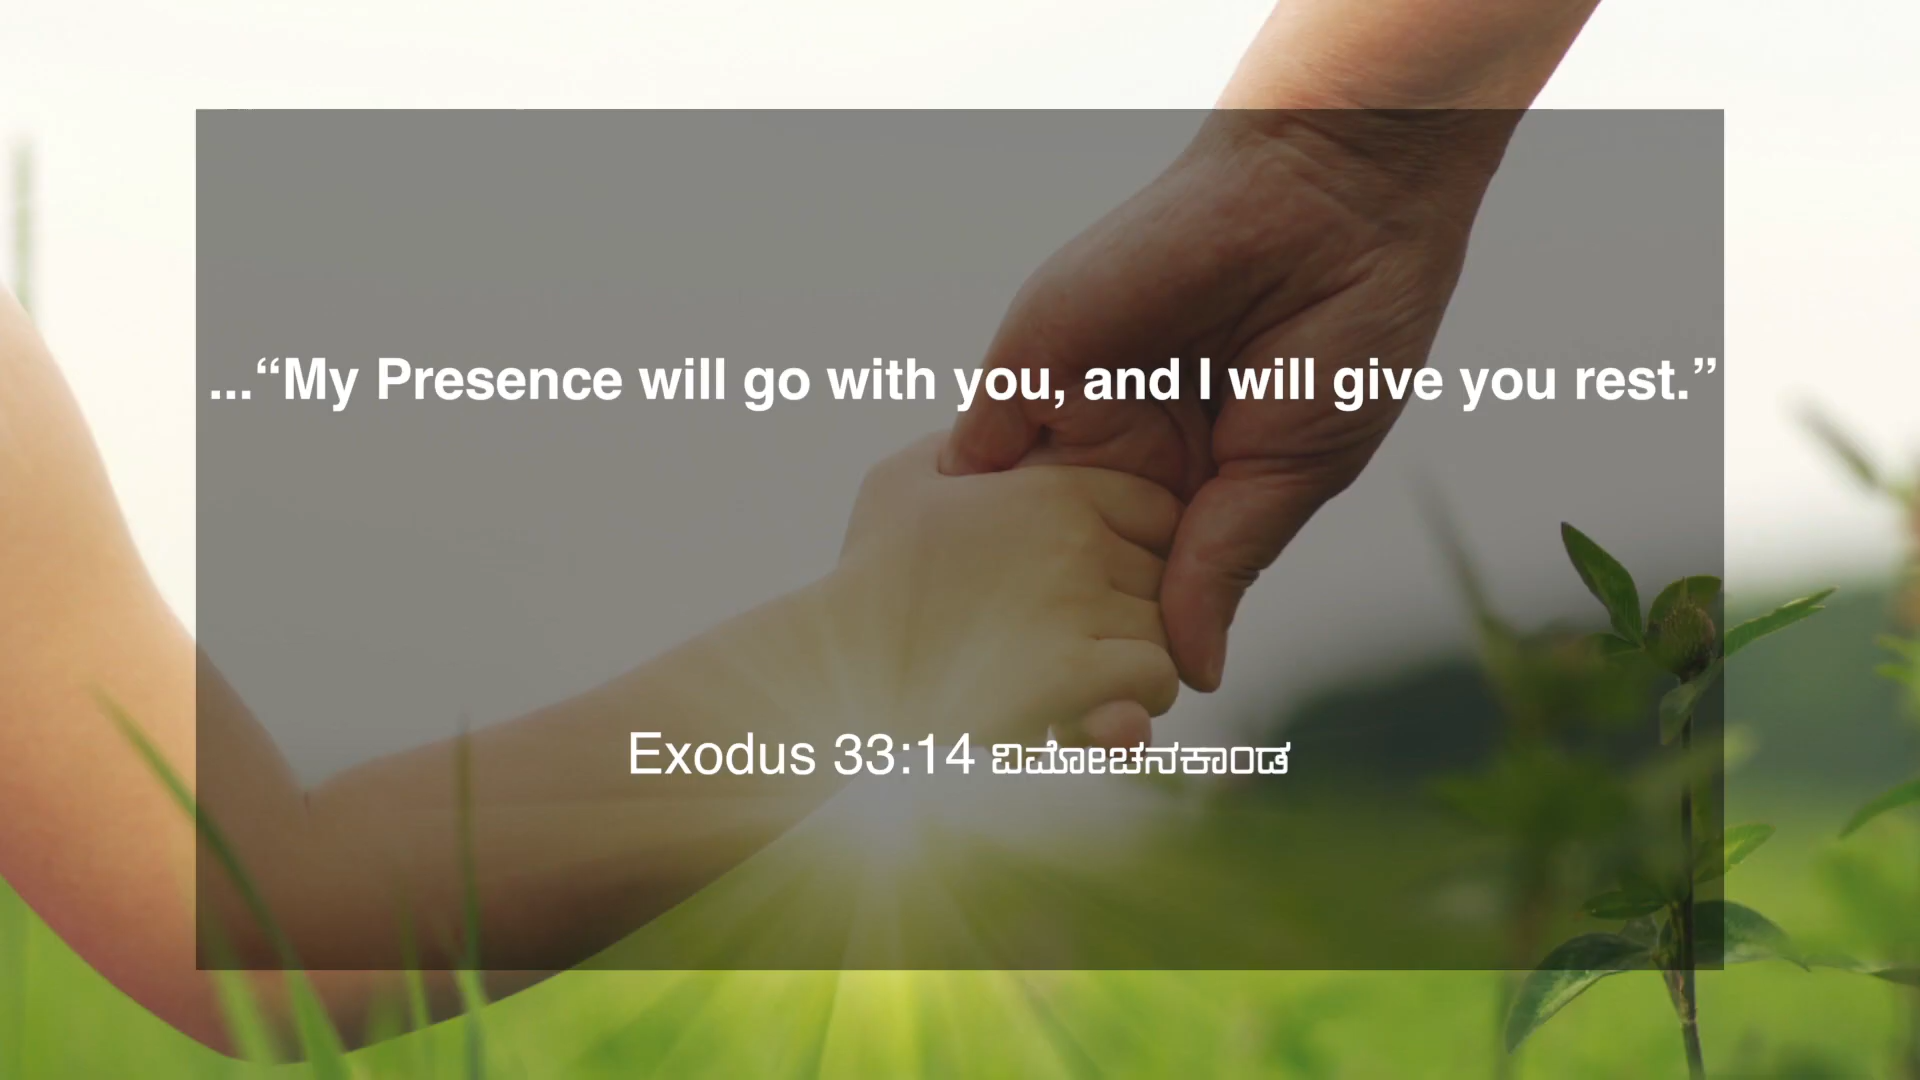 ...“My Presence will go with you, and I will give you rest.”
Exodus 33:14 ವಿಮೋಚನಕಾಂಡ